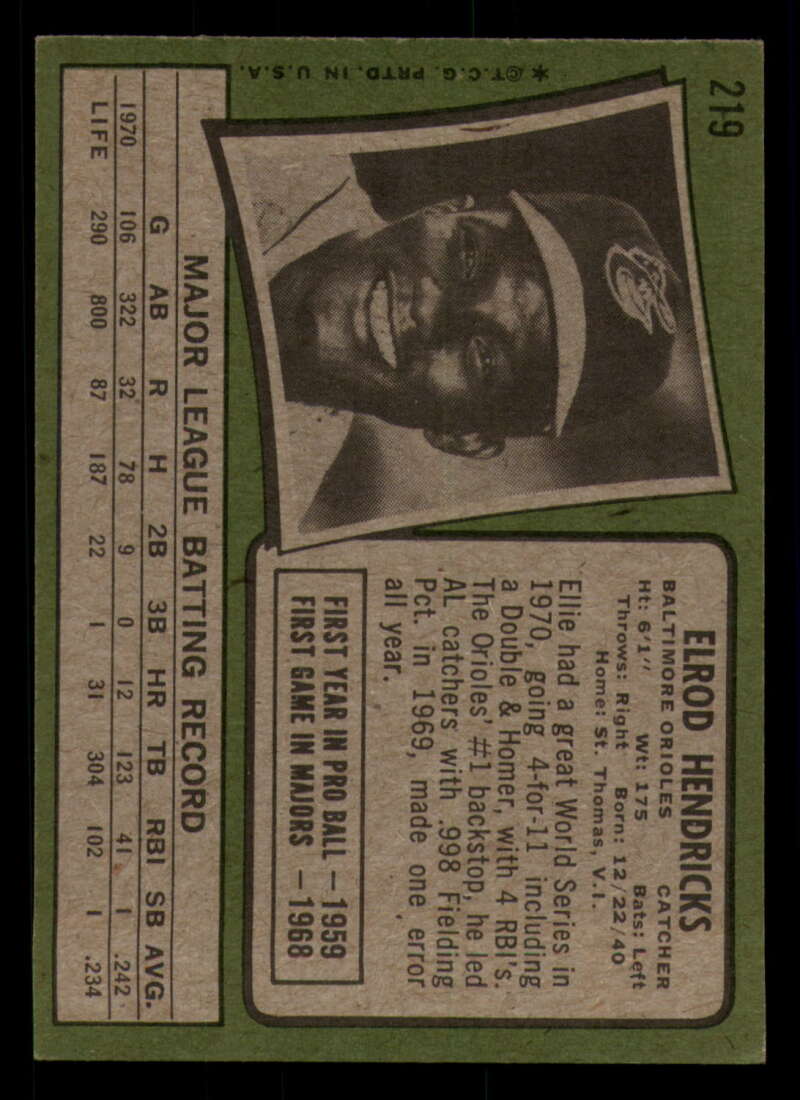 219
*©T.C.G. PRTD. IN U.S.A.
ELROD HENDRICKS
BALTIMORE ORIOLES CATCHER
Ht: 6'1" Wt: 175 Bats: Left
Throws: Right Born: 12/22/40
Home: St. Thomas, V.I.
Ellie had a great World Series in
1970, going 4-for-11 including
a Double & Homer, with 4 RBI's.
The Orioles' #1 backstop, he led
AL catchers with .998 Fielding
Pct. in 1969, made one error
all year.
FIRST YEAR IN PRO BALL — 1959
FIRST GAME IN MAJORS — 1968
MAJOR LEAGUE BATTING RECORD
G AB R H 2B 3B HR TB RBI SB AVG.
1970 106 322 32 78 9 0 12 123 41 1 .242
LIFE 290 800 87 187 22 1 31 304 102 1 .234